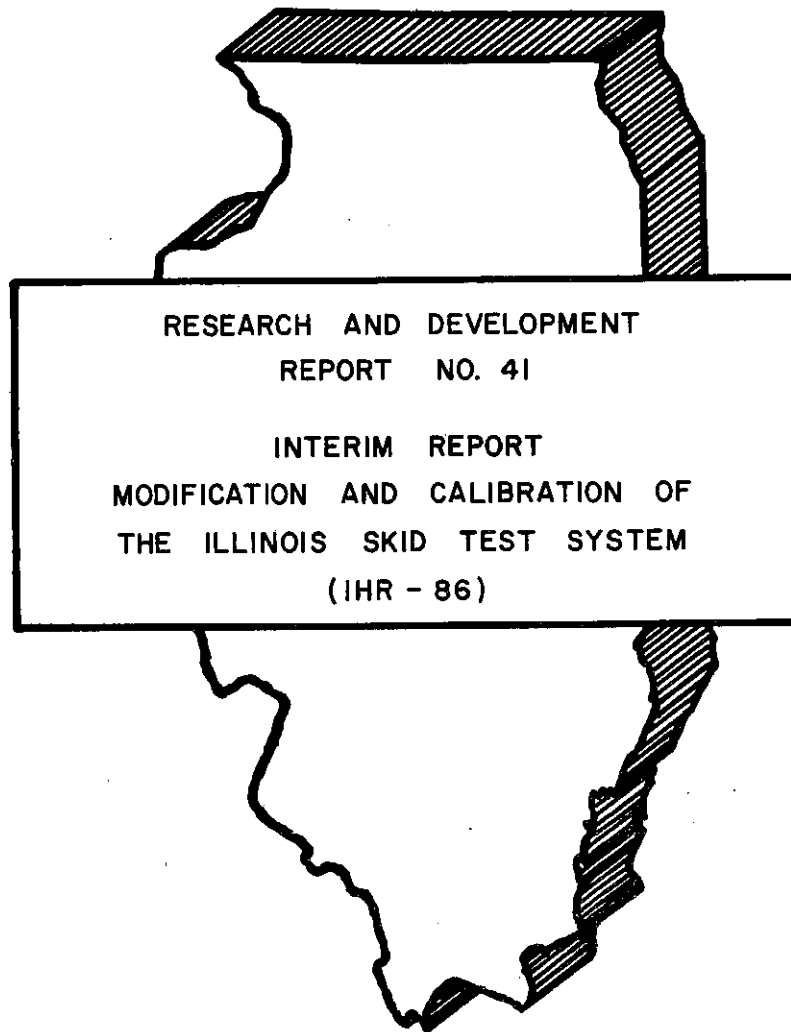 RESEARCH AND DEVELOPMENT
REPORT NO. 41
INTERIM REPORT
MODIFICATION AND CALIBRATION OF
THE ILLINOIS SKID TEST SYSTEM
(IHR - 86)